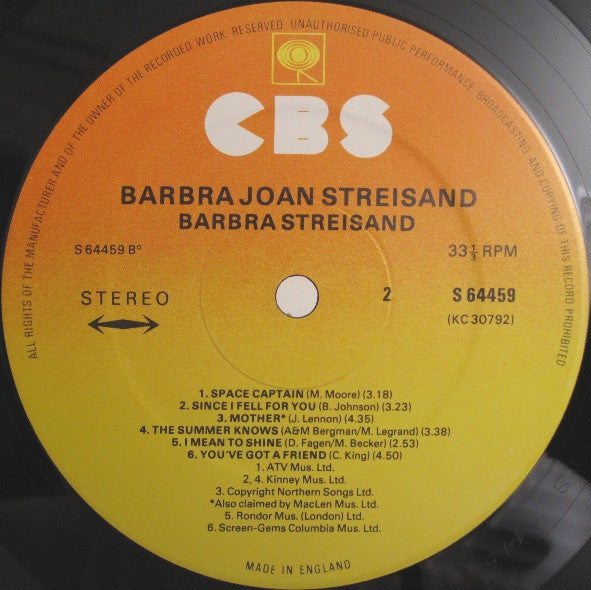 ALL RIGHTS OF THE MANUFACTURER AND OF THE OWNER OF THE RECORDED WORK RESERVED. UNAUTHORISED PUBLIC PERFORMANCE, BROADCASTING AND COPYING OF THIS RECORD PROHIBITED
CBS
BARBRA JOAN STREISAND
BARBRA STREISAND
S 64459 B°
33⅓ RPM
STEREO
2
S 64459
(KC 30792)
1. SPACE CAPTAIN (M. Moore) (3.18)
2. SINCE I FELL FOR YOU (B. Johnson) (3.23)
3. MOTHER* (J. Lennon) (4.35)
4. THE SUMMER KNOWS (A&M Bergman/M. Legrand) (3.38)
5. I MEAN TO SHINE (D. Fagen/M. Becker) (2.53)
6. YOU'VE GOT A FRIEND (C. King) (4.50)
1. ATV Mus. Ltd.
2, 4. Kinney Mus. Ltd.
3. Copyright Northern Songs Ltd.
*Also claimed by MacLen Mus. Ltd.
5. Rondor Mus. (London) Ltd.
6. Screen-Gems Columbia Mus. Ltd.
MADE IN ENGLAND